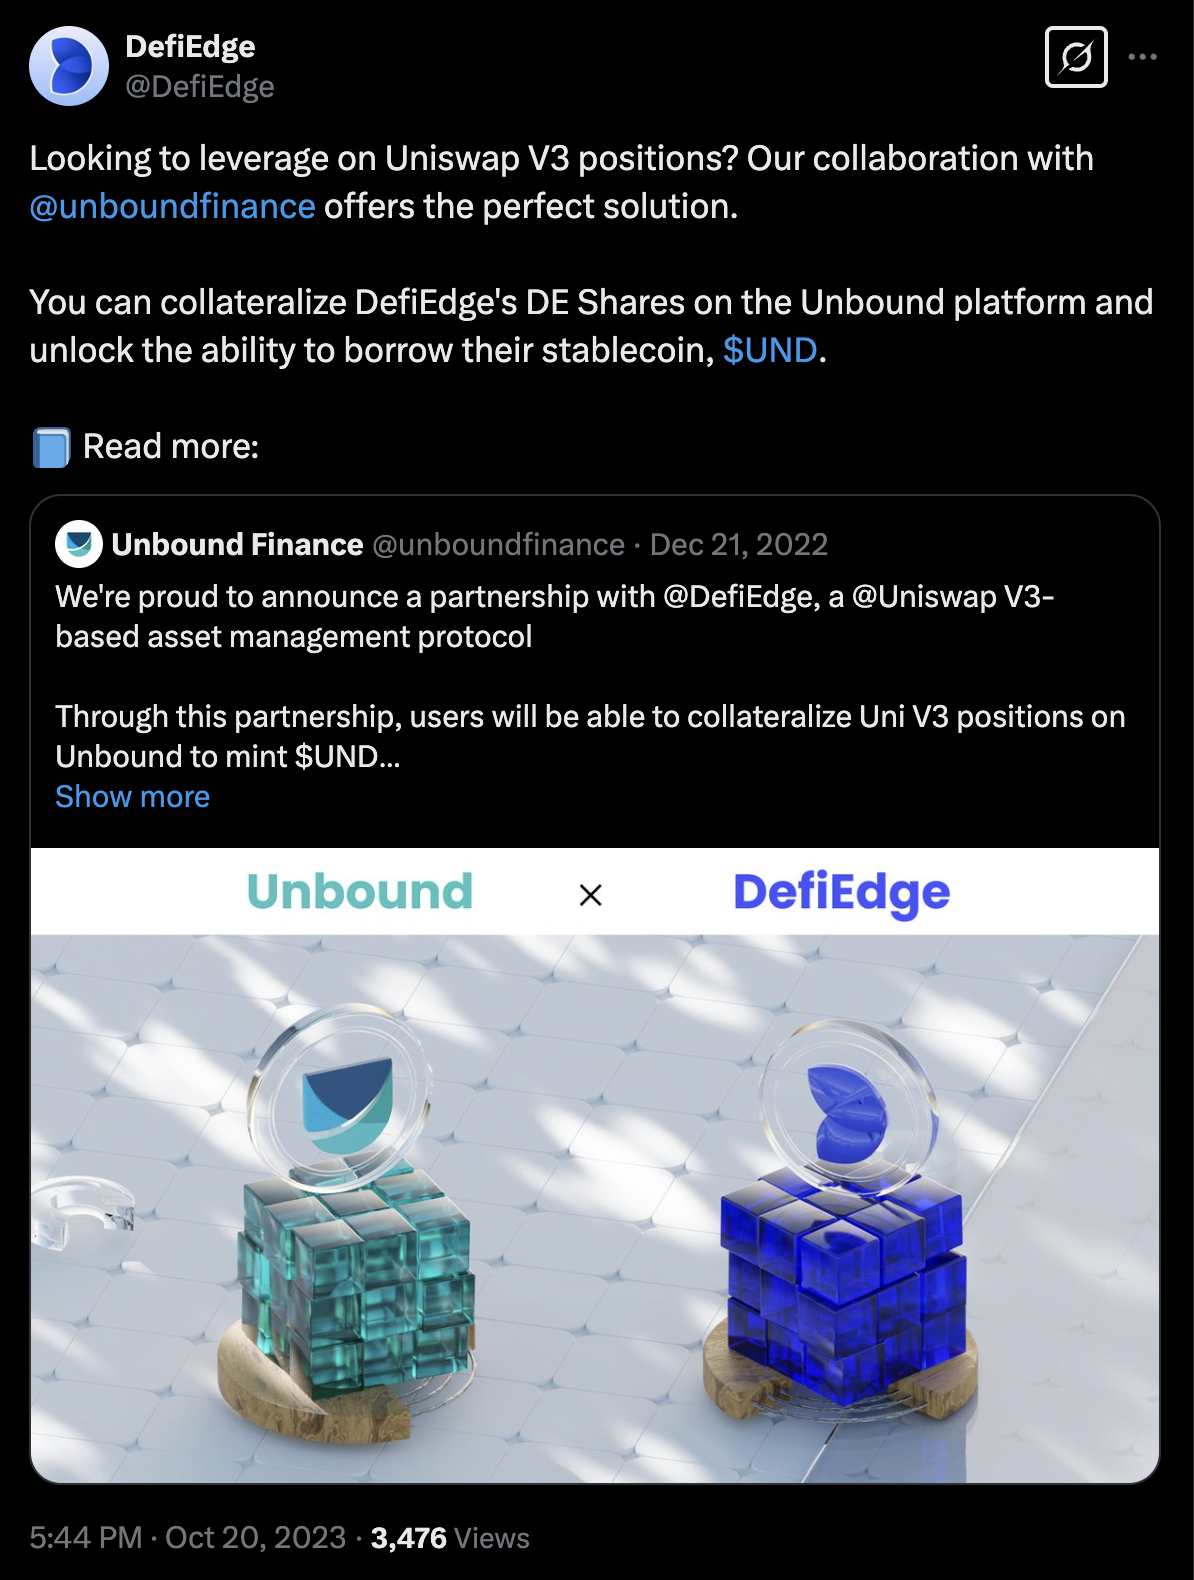 DefiEdge
@DefiEdge
Looking to leverage on Uniswap V3 positions? Our collaboration with
@unboundfinance offers the perfect solution.
You can collateralize DefiEdge's DE Shares on the Unbound platform and
unlock the ability to borrow their stablecoin, $UND.
📘 Read more:
Unbound Finance @unboundfinance · Dec 21, 2022
We're proud to announce a partnership with @DefiEdge, a @Uniswap V3-
based asset management protocol
Through this partnership, users will be able to collateralize Uni V3 positions on
Unbound to mint $UND…
Show more
Unbound × DefiEdge
5:44 PM · Oct 20, 2023 · 3,476 Views